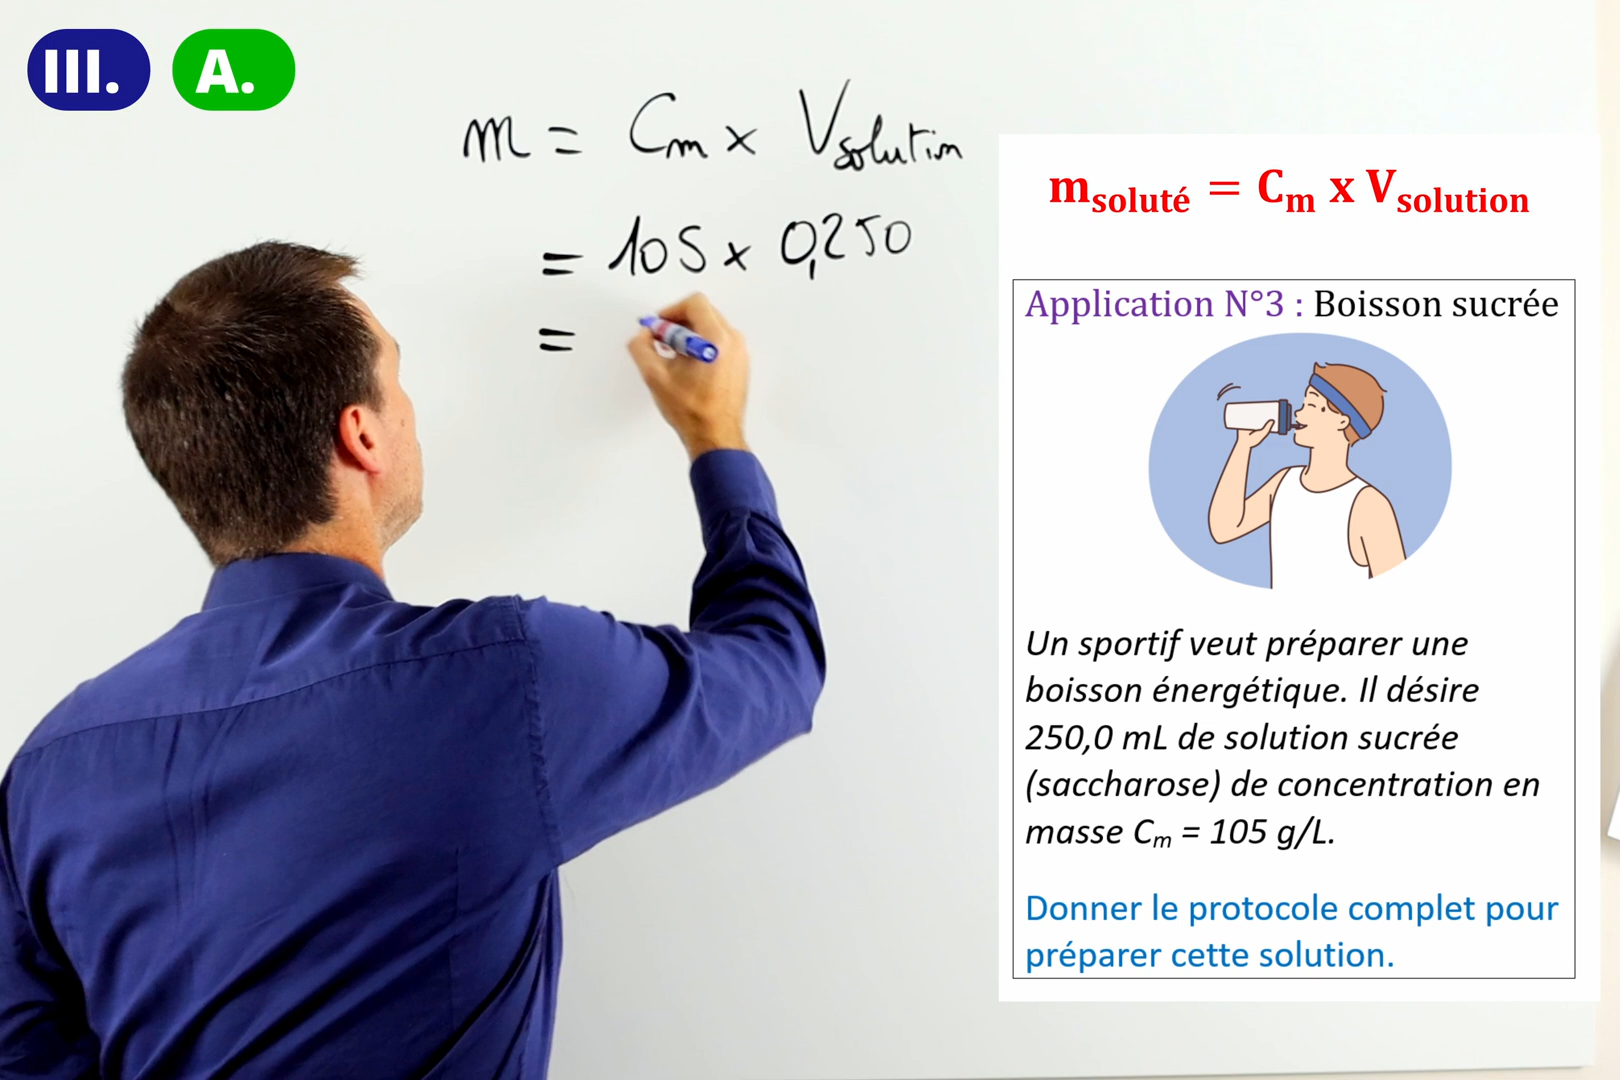 III. A.
m = Cm x Vsolution
= 105 x 0,250
=
msoluté = Cm x Vsolution
Application N°3 : Boisson sucrée
Un sportif veut préparer une
boisson énergétique. Il désire
250,0 mL de solution sucrée
(saccharose) de concentration en
masse Cm = 105 g/L.
Donner le protocole complet pour
préparer cette solution.